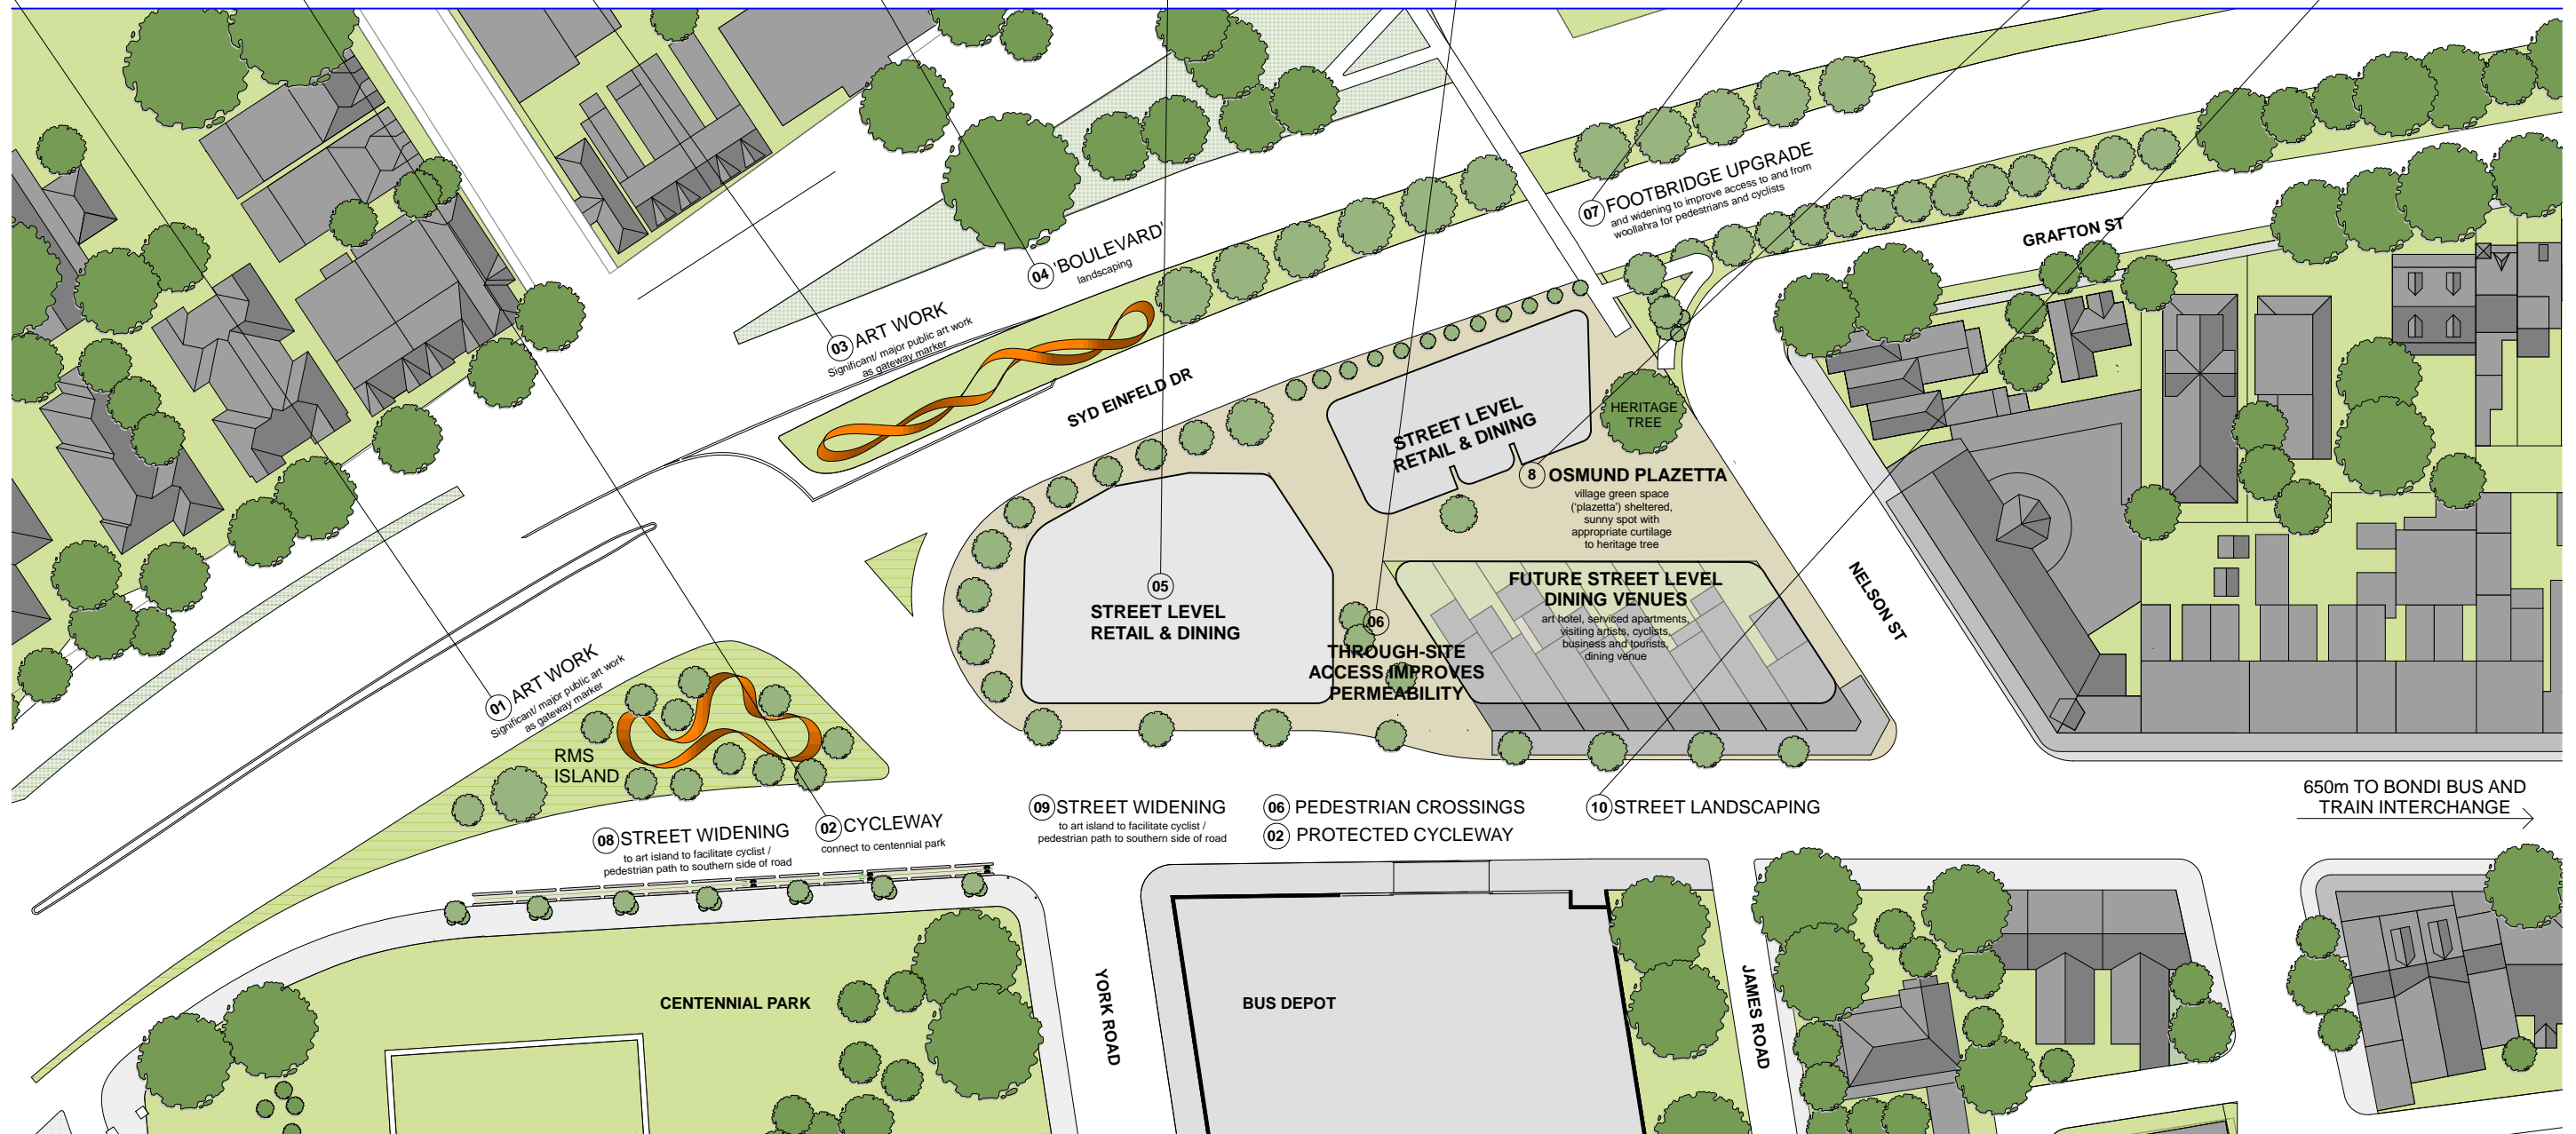 07 FOOTBRIDGE UPGRADE
and widening to improve access to and from
woollahra for pedestrians and cyclists
GRAFTON ST
04 'BOULEVARD'
landscaping
03 ART WORK
Significant/ major public art work
as gateway marker
SYD EINFELD DR
HERITAGE
TREE
STREET LEVEL
RETAIL & DINING
8 OSMUND PLAZETTA
village green space
('plazetta') sheltered,
sunny spot with
appropriate curtilage
to heritage tree
05
STREET LEVEL
RETAIL & DINING
FUTURE STREET LEVEL
DINING VENUES
art hotel, serviced apartments,
visiting artists, cyclists,
business and tourists,
dining venue
NELSON ST
06
THROUGH-SITE
ACCESS IMPROVES
PERMEABILITY
01 ART WORK
Significant/ major public art work
as gateway marker
RMS
ISLAND
08 STREET WIDENING
to art island to facilitate cyclist /
pedestrian path to southern side of road
02 CYCLEWAY
connect to centennial park
09 STREET WIDENING
to art island to facilitate cyclist /
pedestrian path to southern side of road
06 PEDESTRIAN CROSSINGS
02 PROTECTED CYCLEWAY
10 STREET LANDSCAPING
650m TO BONDI BUS AND
TRAIN INTERCHANGE
CENTENNIAL PARK
YORK ROAD
BUS DEPOT
JAMES ROAD